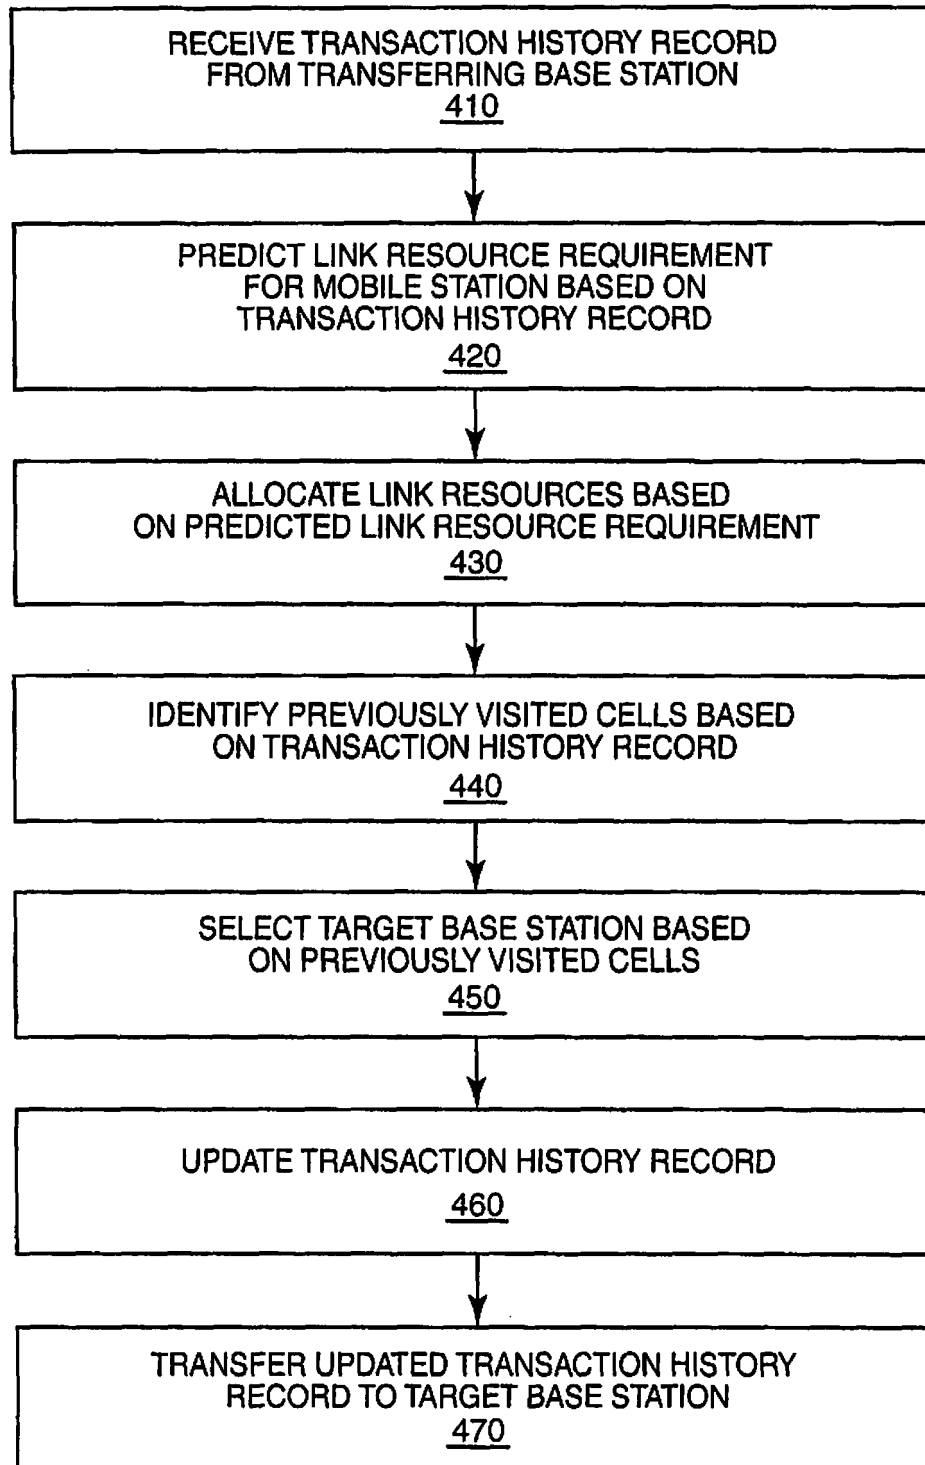 RECEIVE TRANSACTION HISTORY RECORD
FROM TRANSFERRING BASE STATION
410
PREDICT LINK RESOURCE REQUIREMENT
FOR MOBILE STATION BASED ON
TRANSACTION HISTORY RECORD
420
ALLOCATE LINK RESOURCES BASED
ON PREDICTED LINK RESOURCE REQUIREMENT
430
IDENTIFY PREVIOUSLY VISITED CELLS BASED
ON TRANSACTION HISTORY RECORD
440
SELECT TARGET BASE STATION BASED
ON PREVIOUSLY VISITED CELLS
450
UPDATE TRANSACTION HISTORY RECORD
460
TRANSFER UPDATED TRANSACTION HISTORY
RECORD TO TARGET BASE STATION
470